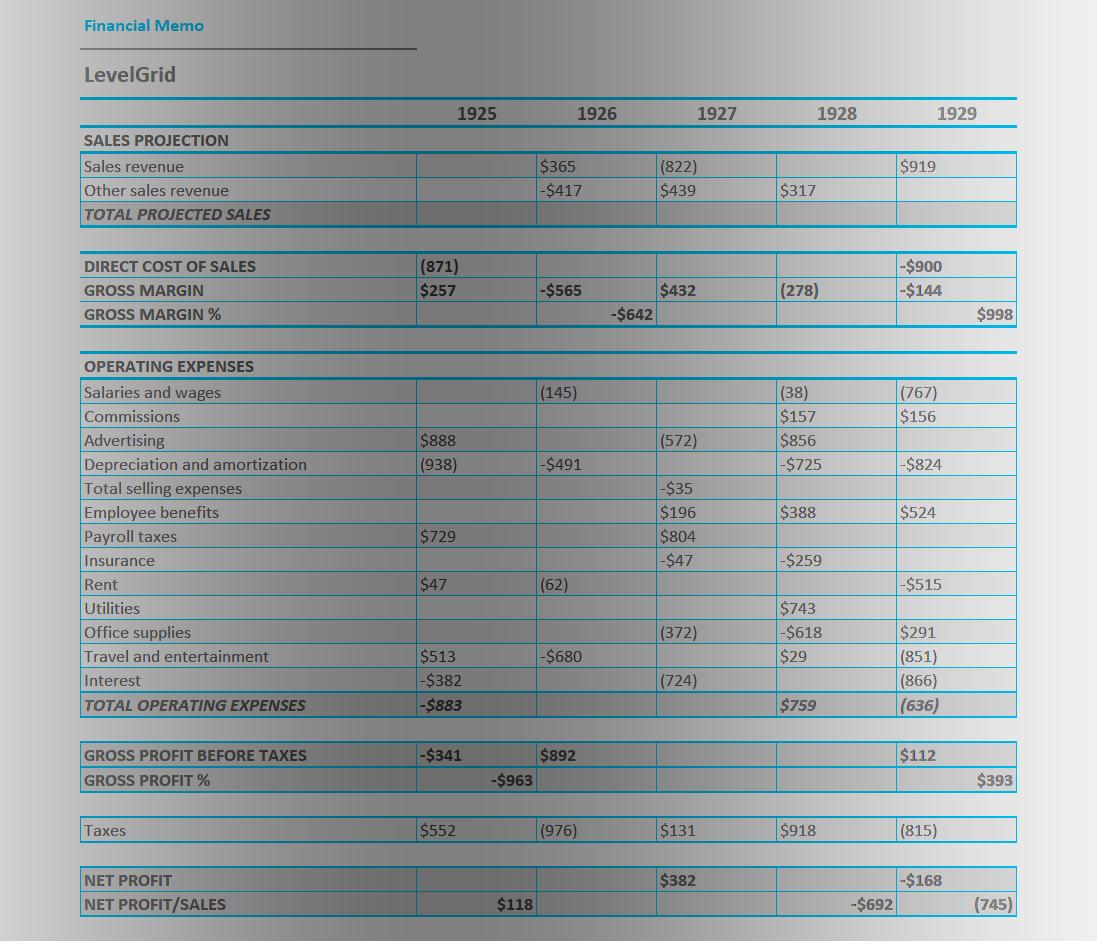 Financial Memo
LevelGrid
1925 1926 1927 1928 1929
SALES PROJECTION
Sales revenue $365 (822) $919
Other sales revenue -$417 $439 $317
TOTAL PROJECTED SALES
DIRECT COST OF SALES (871) -$900
GROSS MARGIN $257 -$565 $432 (278) -$144
GROSS MARGIN % -$642 $998
OPERATING EXPENSES
Salaries and wages (145) (38) (767)
Commissions $157 $156
Advertising $888 (572) $856
Depreciation and amortization (938) -$491 -$725 -$824
Total selling expenses -$35
Employee benefits $196 $388 $524
Payroll taxes $729 $804
Insurance -$47 -$259
Rent $47 (62) -$515
Utilities $743
Office supplies (372) -$618 $291
Travel and entertainment $513 -$680 $29 (851)
Interest -$382 (724) (866)
TOTAL OPERATING EXPENSES -$883 $759 (636)
GROSS PROFIT BEFORE TAXES -$341 $892 $112
GROSS PROFIT % -$963 $393
Taxes $552 (976) $131 $918 (815)
NET PROFIT $382 -$168
NET PROFIT/SALES $118 -$692 (745)